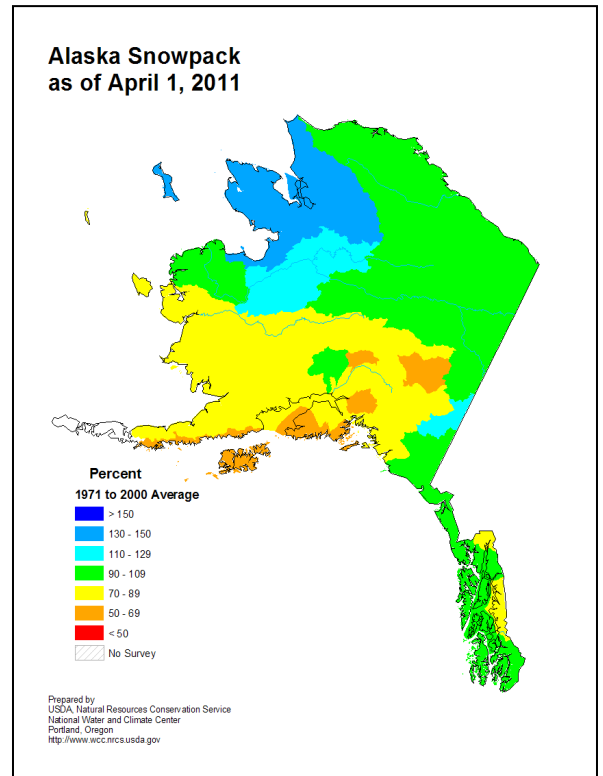 Alaska Snowpack
as of April 1, 2011
Percent
1971 to 2000 Average
> 150
130 - 150
110 - 129
90 - 109
70 - 89
50 - 69
< 50
No Survey
Prepared by
USDA, Natural Resources Conservation Service
National Water and Climate Center
Portland, Oregon
http://www.wcc.nrcs.usda.gov